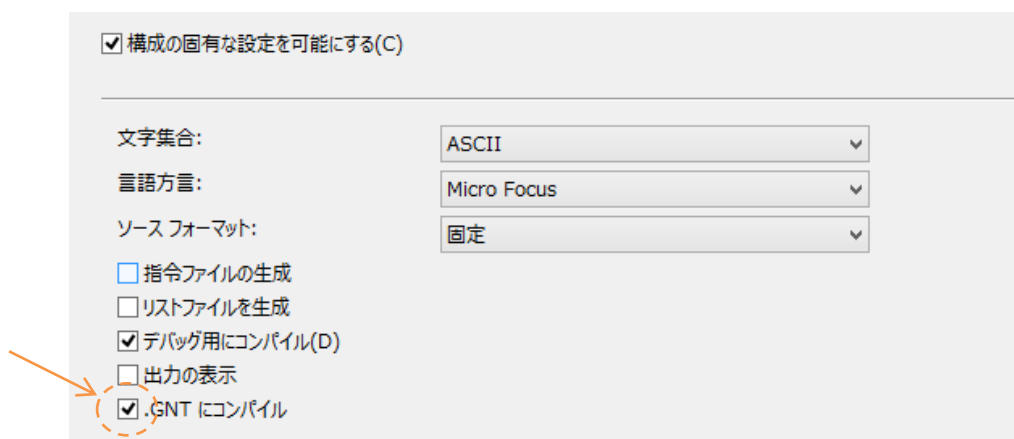 構成の固有な設定を可能にする(C)
文字集合: ASCII
言語方言: Micro Focus
ソース フォーマット: 固定
指令ファイルの生成
リストファイルを生成
デバッグ用にコンパイル(D)
出力の表示
.GNT にコンパイル